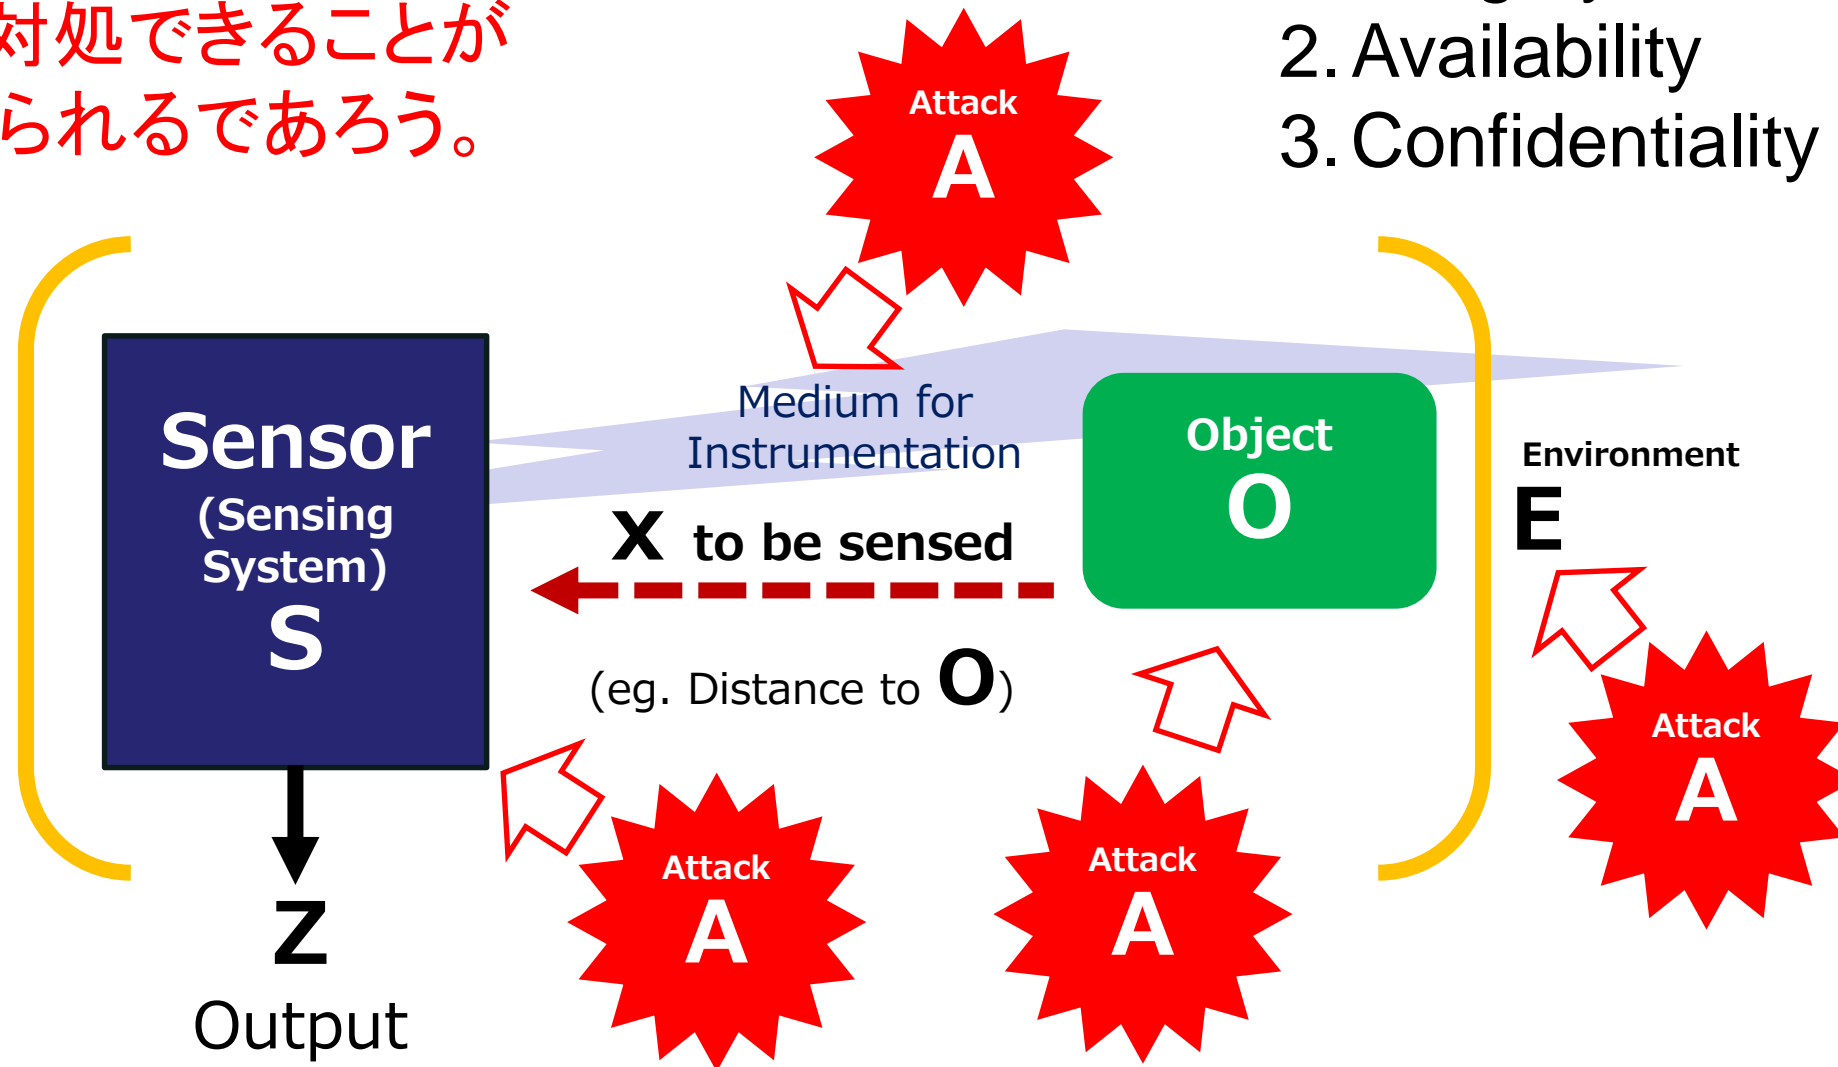 対処できることが
られるであろう。
2. Availability
3. Confidentiality
Attack
A
Sensor
(Sensing
System)
S
Medium for
Instrumentation
Object
O
Environment
E
X to be sensed
(eg. Distance to O)
Attack
A
Attack
A
Attack
A
Z
Output